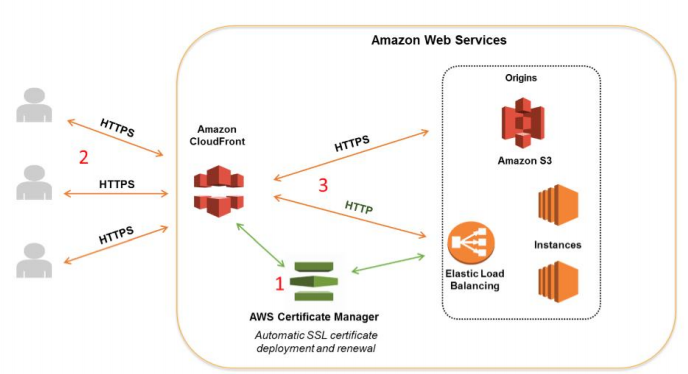 Amazon Web Services
Origins
HTTPS
Amazon
CloudFront
HTTPS
Amazon S3
2
HTTPS
3
HTTP
HTTPS
Instances
1
Elastic Load
Balancing
AWS Certificate Manager
Automatic SSL certificate
deployment and renewal